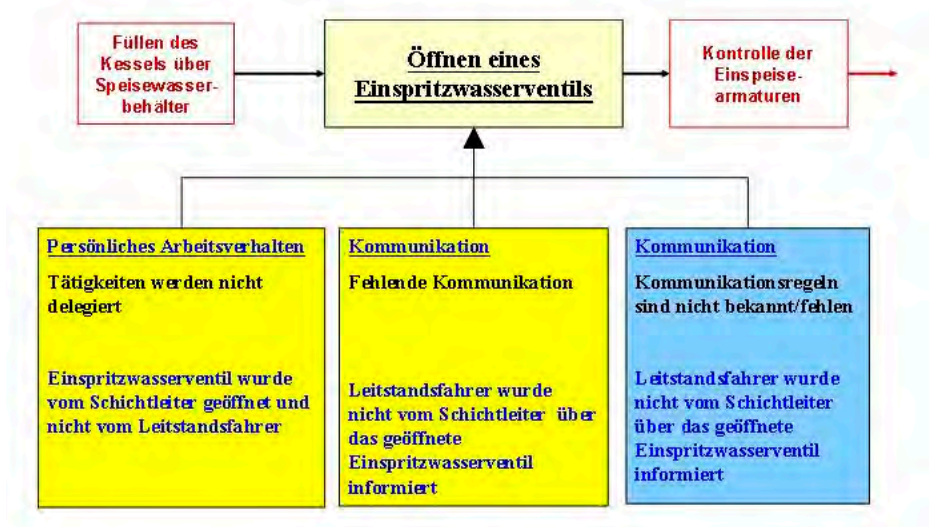 Füllen des
Kessels über
Speisewasser-
behälter
Öffnen eines
Einspritzwasserventils
Kontrolle der
Einspeise-
armaturen
Persönliches Arbeitsverhalten
Tätigkeiten werden nicht
delegiert
Einspritzwasserventil wurde
vom Schichtleiter geöffnet und
nicht vom Leitstandsfahrer
Kommunikation
Fehlende Kommunikation
Leitstandsfahrer wurde
nicht vom Schichtleiter über
das geöffnete
Einspritzwasserventil
informiert
Kommunikation
Kommunikationsregeln
sind nicht bekannt/fehlen
Leitstandsfahrer wurde
nicht vom Schichtleiter
über das geöffnete
Einspritzwasserventil
informiert